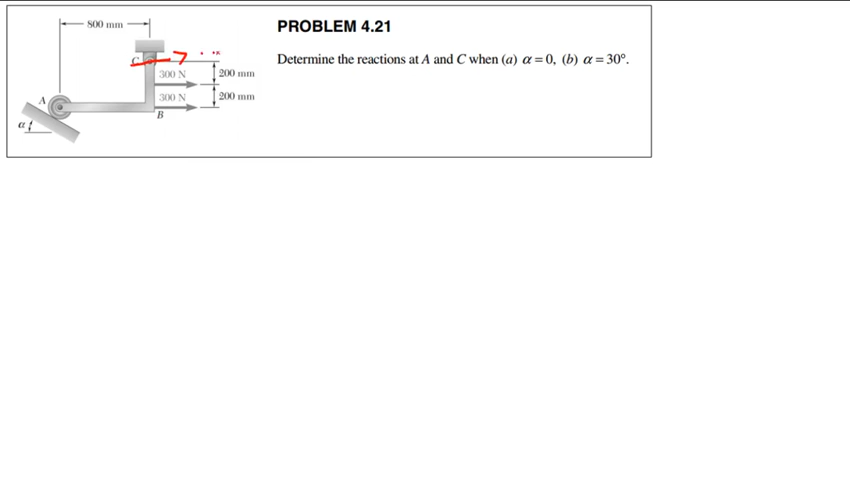 800 mm
PROBLEM 4.21
Determine the reactions at A and C when (a) α = 0, (b) α = 30°.
C
300 N
200 mm
300 N
200 mm
A
B
α